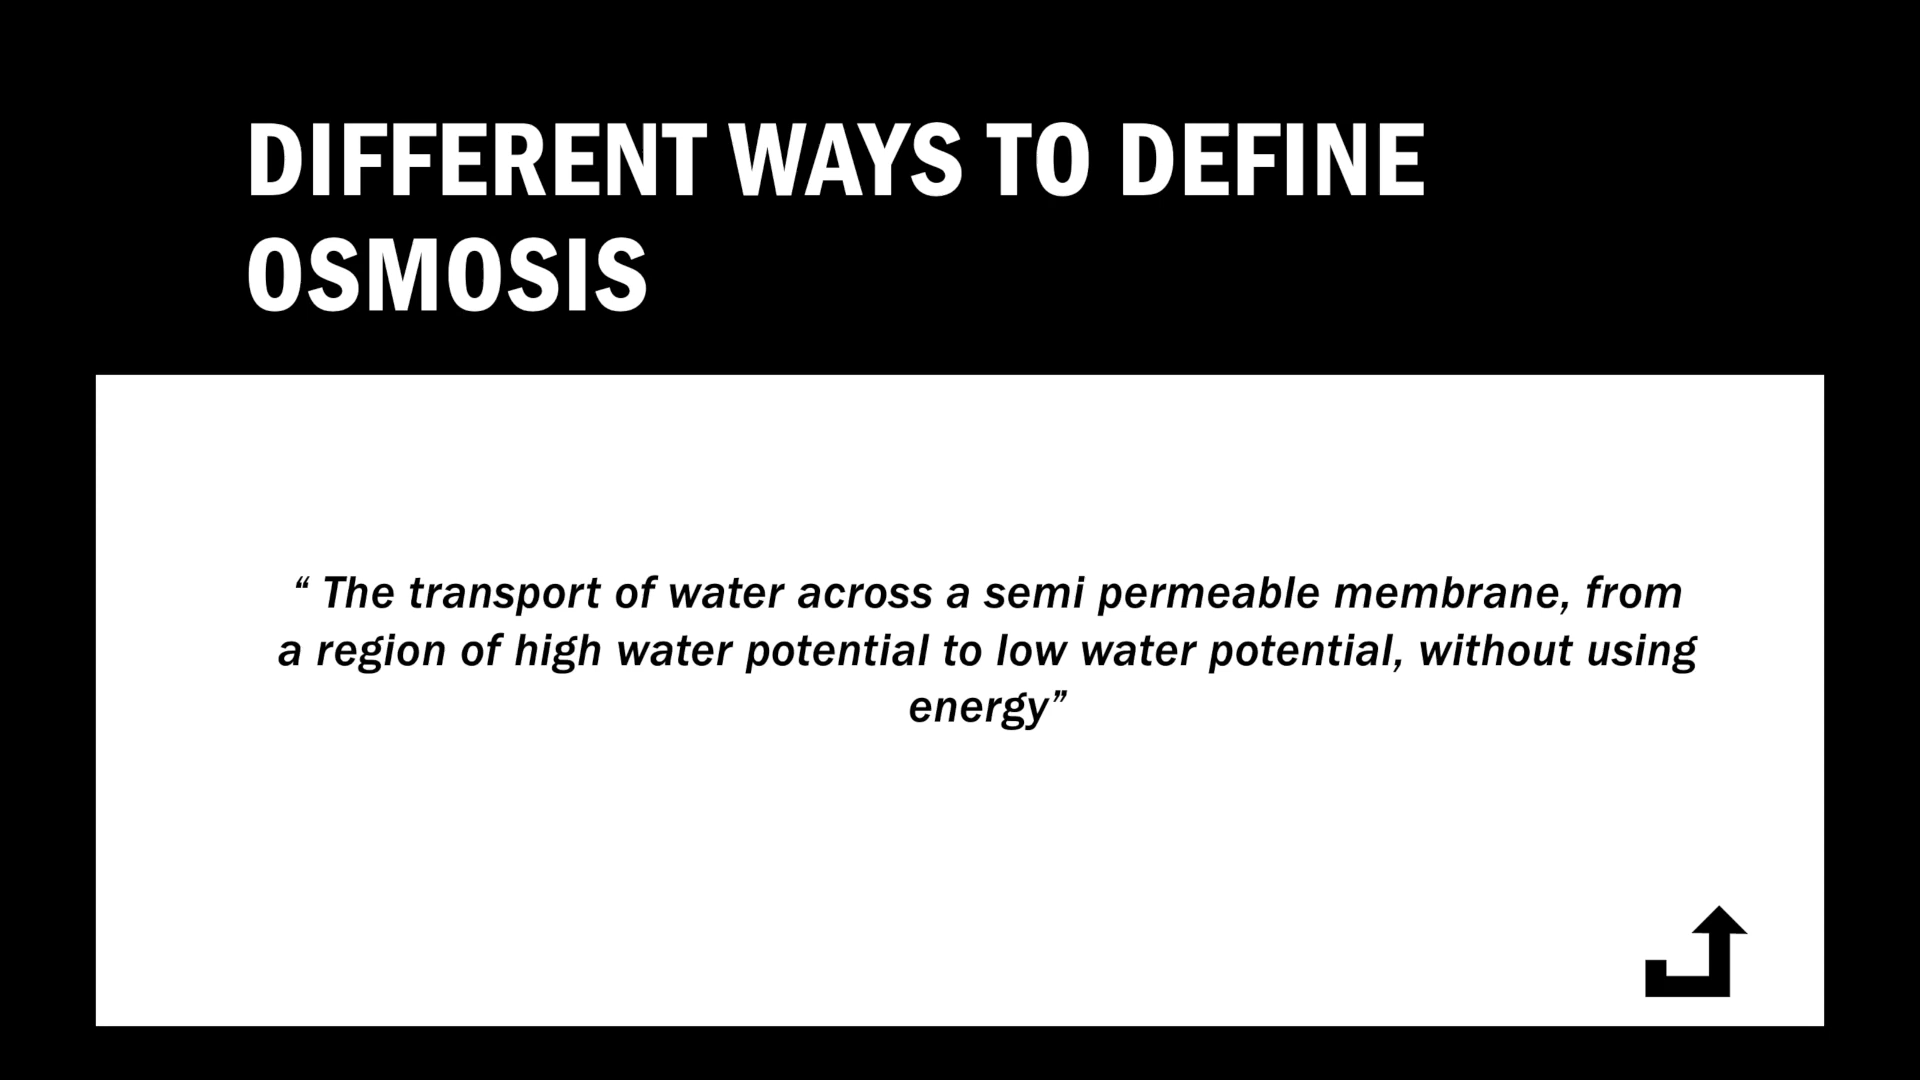 DIFFERENT WAYS TO DEFINE
OSMOSIS
“ The transport of water across a semi permeable membrane, from
a region of high water potential to low water potential, without using
energy”